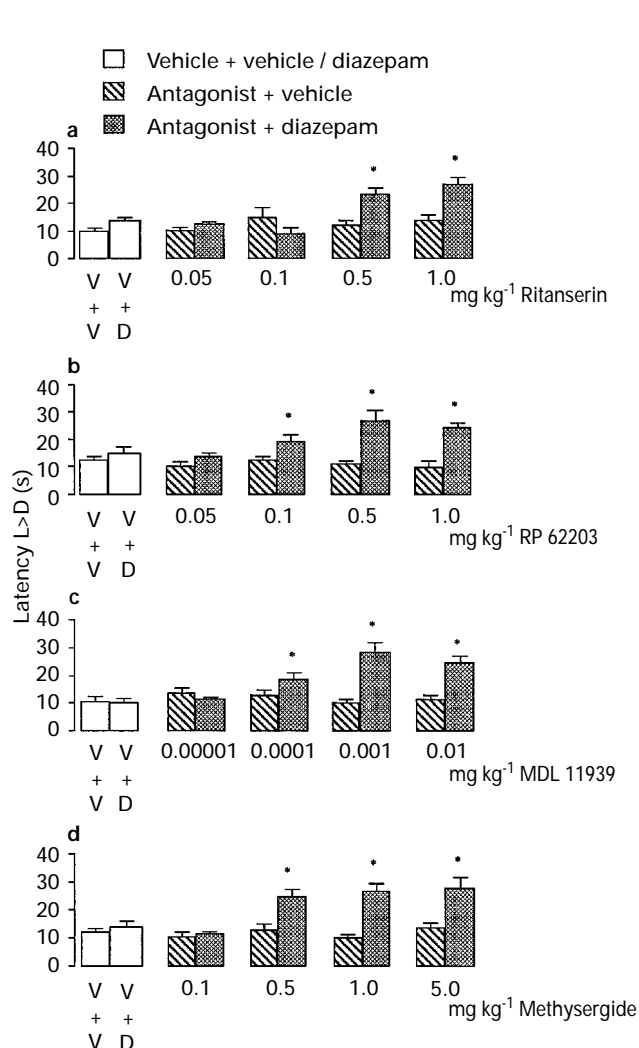 Vehicle + vehicle / diazepam
Antagonist + vehicle
Antagonist + diazepam
a
40
30
20
10
0
* *
V V 0.05 0.1 0.5 1.0
+ +
V D
mg kg-1 Ritanserin
b
40
30
20
10
0
* * *
V V 0.05 0.1 0.5 1.0
+ +
V D
mg kg-1 RP 62203
Latency L>D (s)
c
40
30
20
10
0
* * *
V V 0.00001 0.0001 0.001 0.01
+ +
V D
mg kg-1 MDL 11939
d
40
30
20
10
0
* * *
V V 0.1 0.5 1.0 5.0
+ +
V D
mg kg-1 Methysergide